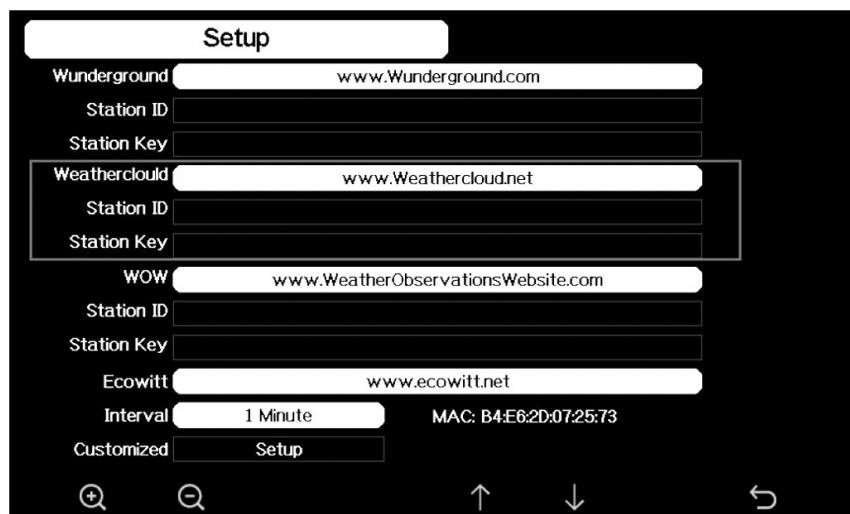 Setup
Wunderground www.Wunderground.com
Station ID
Station Key
Weatherclould www.Weathercloud.net
Station ID
Station Key
WOW www.WeatherObservationsWebsite.com
Station ID
Station Key
Ecowitt www.ecowitt.net
Interval 1 Minute MAC: B4:E6:2D:07:25:73
Customized Setup